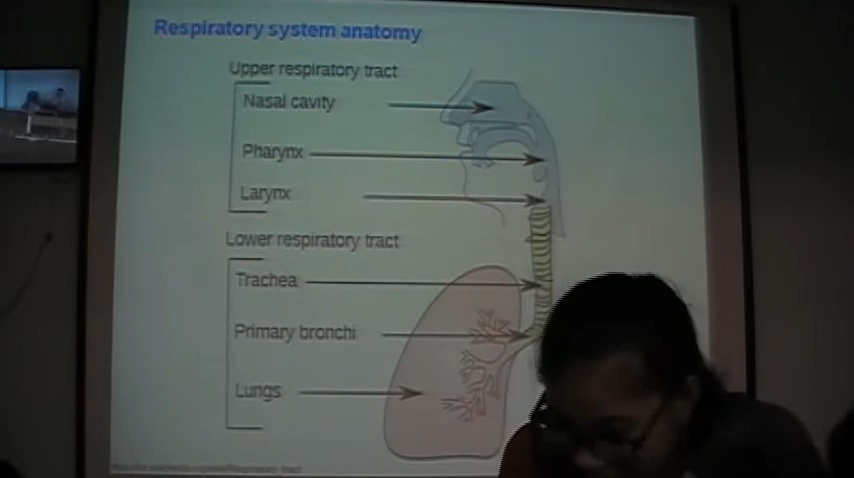 Respiratory system anatomy
Upper respiratory tract
Nasal cavity
Pharynx
Larynx
Lower respiratory tract
Trachea
Primary bronchi
Lungs